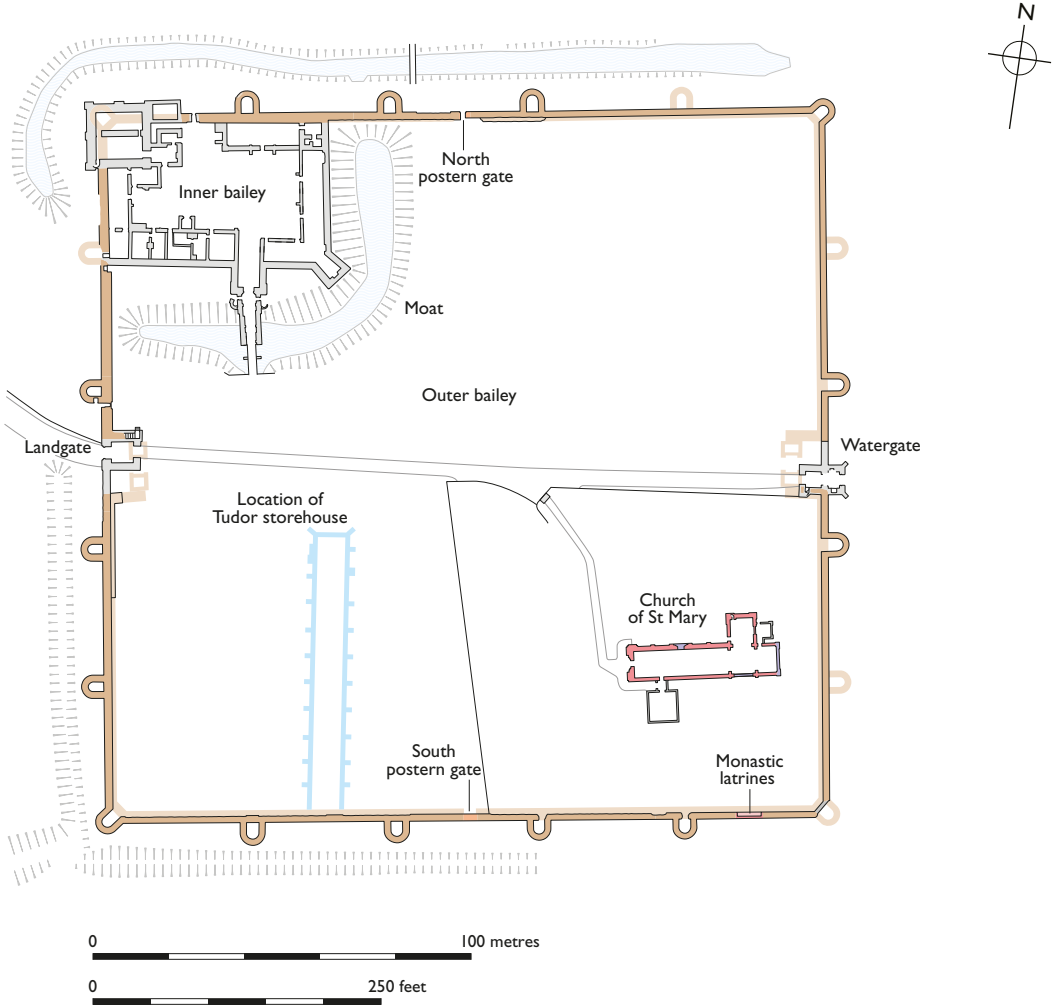 N
North
postern gate
Inner bailey
Moat
Outer bailey
Landgate
Watergate
Location of
Tudor storehouse
Church
of St Mary
South
postern gate
Monastic
latrines
0
100 metres
0
250 feet